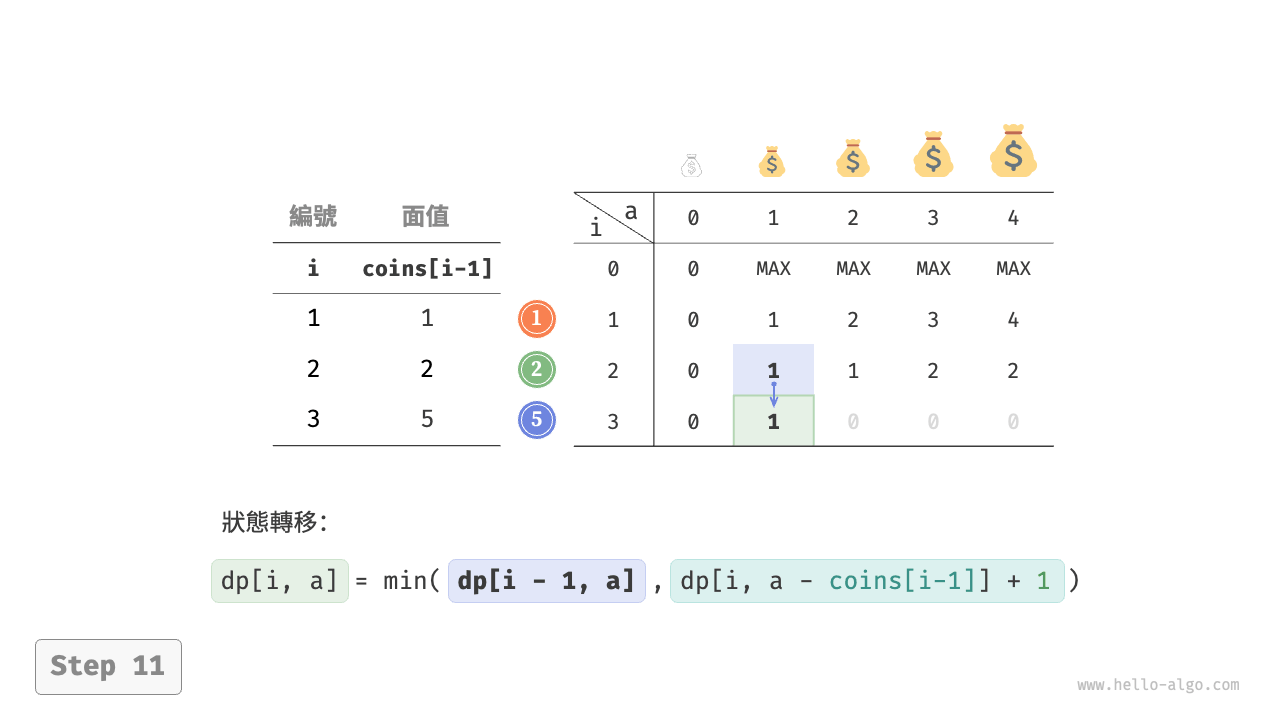 編號 面值
i coins[i-1]
1 1
2 2
3 5
1
2
5
$ $ $ $ $
i a 0 1 2 3 4
0 0 MAX MAX MAX MAX
1 0 1 2 3 4
2 0 1 1 2 2
3 0 1 0 0 0
狀態轉移：
dp[i, a] = min( dp[i - 1, a] , dp[i, a - coins[i-1]] + 1 )
Step 11
www.hello-algo.com